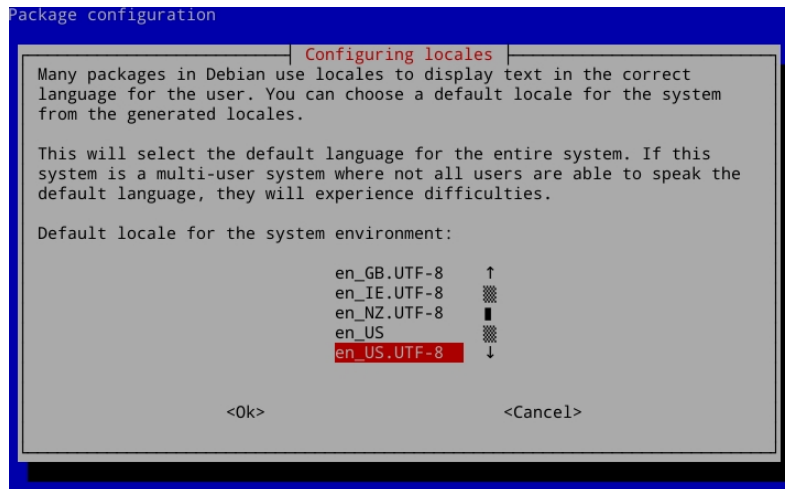 Package configuration
Configuring locales
Many packages in Debian use locales to display text in the correct
language for the user. You can choose a default locale for the system
from the generated locales.
This will select the default language for the entire system. If this
system is a multi-user system where not all users are able to speak the
default language, they will experience difficulties.
Default locale for the system environment:
en_GB.UTF-8
en_IE.UTF-8
en_NZ.UTF-8
en_US
en_US.UTF-8
<Ok> <Cancel>